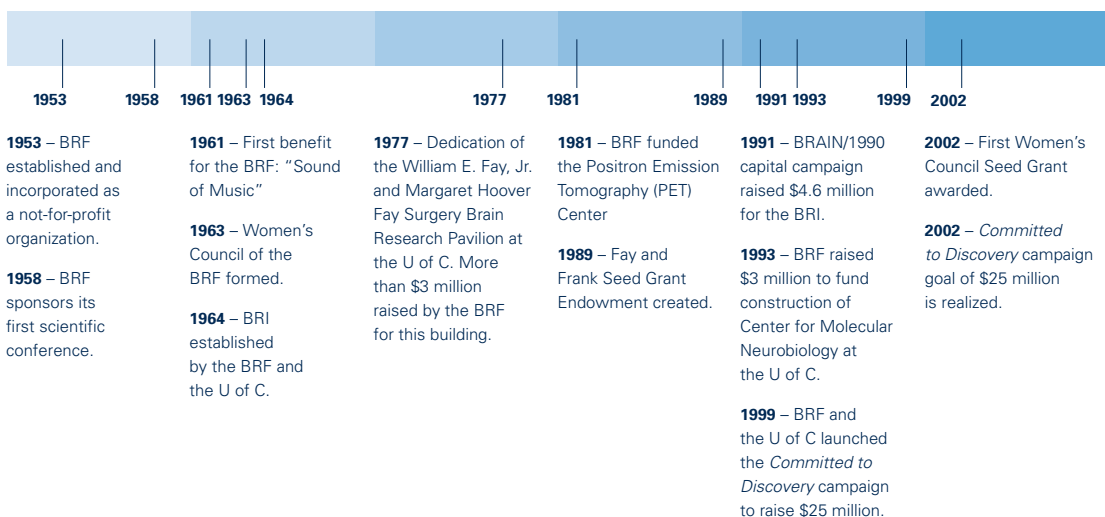 1953
1958
1961
1963
1964
1977
1981
1989
1991
1993
1999
2002
1953 – BRF
established and
incorporated as
a not-for-profit
organization.
1958 – BRF
sponsors its
first scientific
conference.
1961 – First benefit
for the BRF: “Sound
of Music”
1963 – Women’s
Council of the
BRF formed.
1964 – BRI
established
by the BRF and
the U of C.
1977 – Dedication of
the William E. Fay, Jr.
and Margaret Hoover
Fay Surgery Brain
Research Pavilion at
the U of C. More
than $3 million
raised by the BRF
for this building.
1981 – BRF funded
the Positron Emission
Tomography (PET)
Center
1989 – Fay and
Frank Seed Grant
Endowment created.
1991 – BRAIN/1990
capital campaign
raised $4.6 million
for the BRI.
1993 – BRF raised
$3 million to fund
construction of
Center for Molecular
Neurobiology at
the U of C.
1999 – BRF and
the U of C launched
the Committed to
Discovery campaign
to raise $25 million.
2002 – First Women’s
Council Seed Grant
awarded.
2002 – Committed
to Discovery campaign
goal of $25 million
is realized.